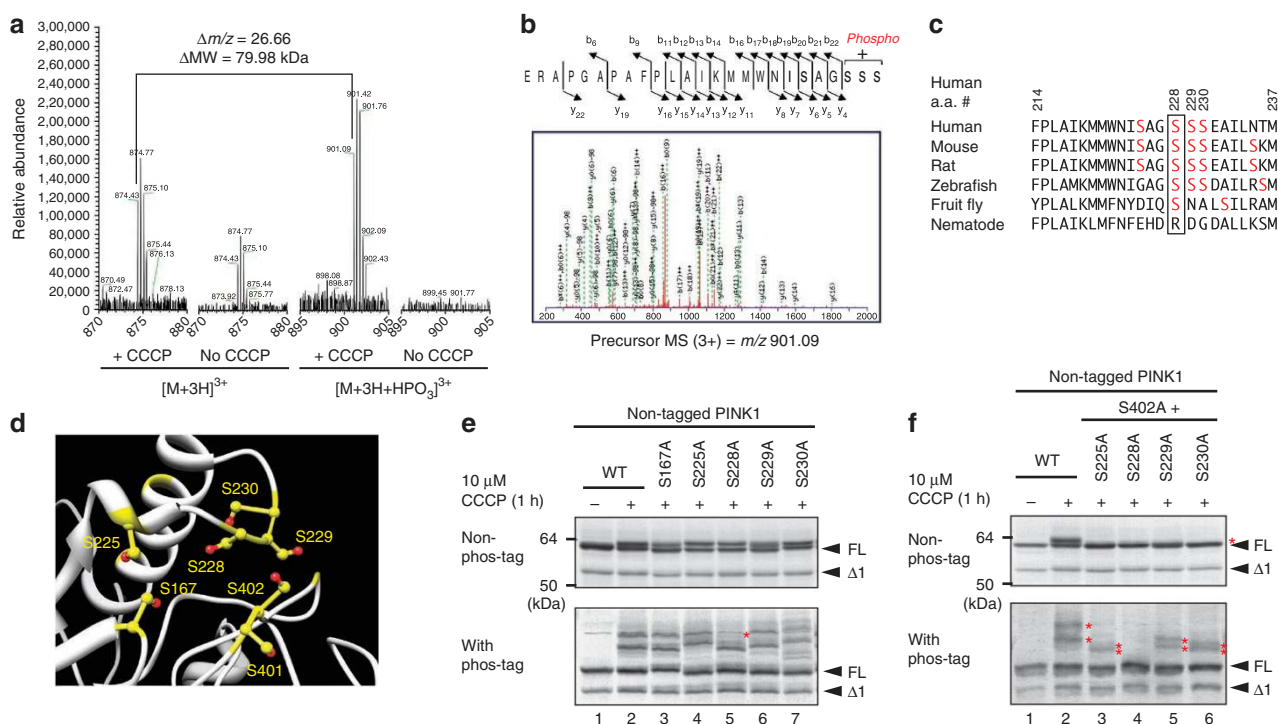 a
Δm/z = 26.66
ΔMW = 79.98 kDa
Relative abundance
3,00,000
2,80,000
2,60,000
2,40,000
2,20,000
2,00,000
1,80,000
1,60,000
1,40,000
1,20,000
1,00,000
80,000
60,000
40,000
20,000
0
874.77
874.43
875.10
875.44
876.13
870.49
872.47
878.13
874.77
874.43
875.10
875.44
873.92
875.77
901.42
901.76
901.09
902.09
902.43
898.08
898.87
899.45
901.77
870 875 880 870 875 880 895 900 905 895 900 905
+ CCCP No CCCP + CCCP No CCCP
[M+3H]3+ [M+3H+HPO3]3+
b
Phospho
+
b6 b9 b11 b12 b13 b14 b16 b17 b18 b19 b20 b21 b22
E R A P G A P A F P L A I K M M W N I S A G S S S
y22 y19 y16 y15 y14 y13 y12 y11 y8 y7 y6 y5 y4
200 400 600 800 1000 1200 1400 1600 1800 2000
Precursor MS (3+) = m/z 901.09
c
Human
a.a. #
214 228 229 230 237
Human FPLAIKMMWNISAG S SSEAILNTM
Mouse FPLAIKMMWNISAG S SSEAILSKM
Rat FPLAIKMMWNISAG S SSEAILSKM
Zebrafish FPLAMKMMWNIGAG S SSDAILRSM
Fruit fly YPLALKMMFNYDIQ S NALSILRAM
Nematode FPLAIKLMFNFEHD R DGDALLKSM
d
S230
S225
S229
S228
S167
S402
S401
e
Non-tagged PINK1
WT S167A S225A S228A S229A S230A
10 μM
CCCP (1 h) – + + + + + +
Non-
phos-tag
64
50
(kDa)
FL
Δ1
With
phos-tag
*
FL
Δ1
1 2 3 4 5 6 7
f
Non-tagged PINK1
S402A +
WT S225A S228A S229A S230A
10 μM
CCCP (1 h) – + + + + +
Non-
phos-tag
64
50
(kDa)
*
FL
Δ1
With
phos-tag
* * * * * * * *
FL
Δ1
1 2 3 4 5 6